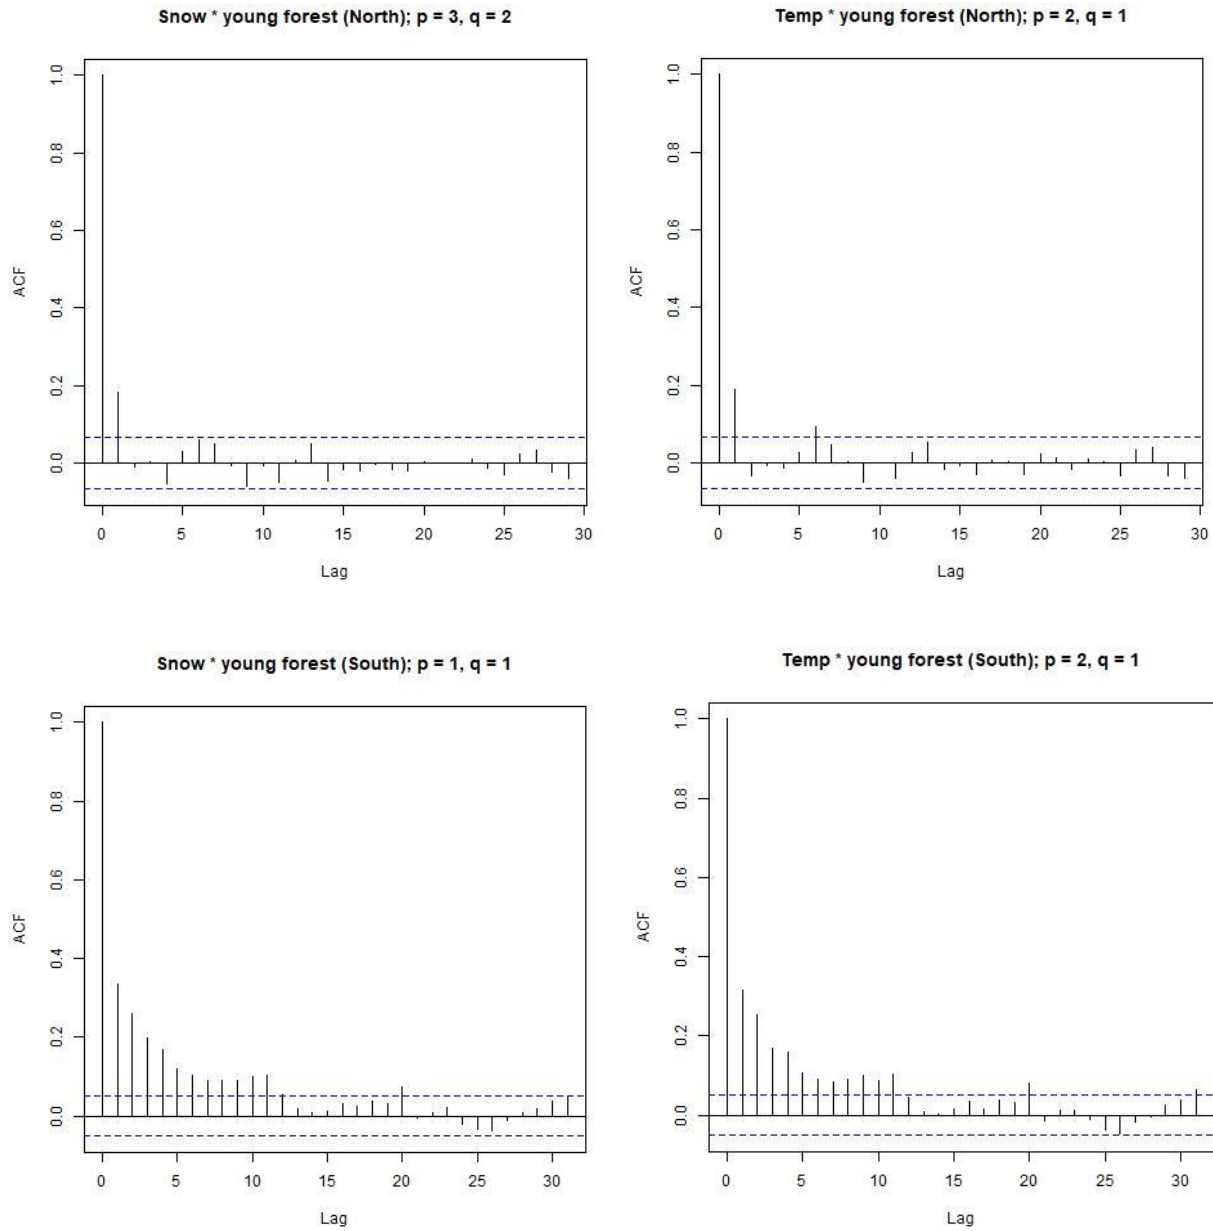 Snow * young forest (North); p = 3, q = 2
ACF
1.0
0.8
0.6
0.4
0.2
0.0
0 5 10 15 20 25 30
Lag
Temp * young forest (North); p = 2, q = 1
ACF
1.0
0.8
0.6
0.4
0.2
0.0
0 5 10 15 20 25 30
Lag
Snow * young forest (South); p = 1, q = 1
ACF
1.0
0.8
0.6
0.4
0.2
0.0
0 5 10 15 20 25 30
Lag
Temp * young forest (South); p = 2, q = 1
ACF
1.0
0.8
0.6
0.4
0.2
0.0
0 5 10 15 20 25 30
Lag